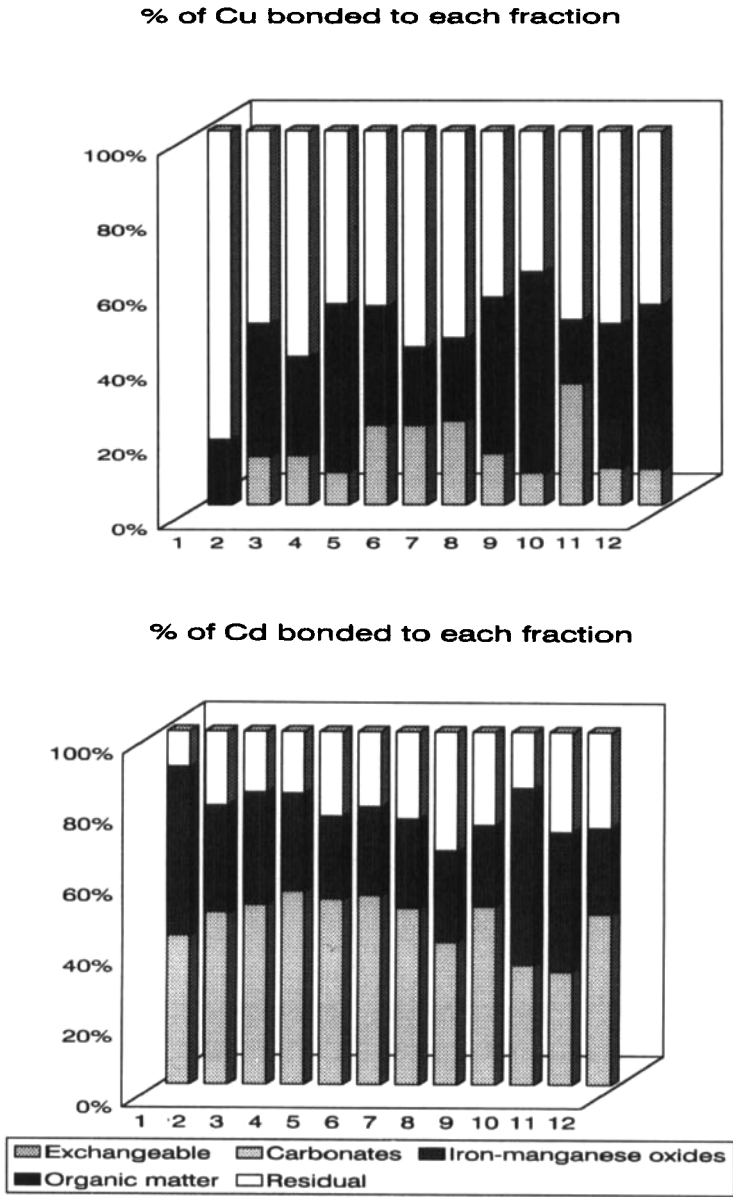 % of Cu bonded to each fraction
100%
80%
60%
40%
20%
0%
1 2 3 4 5 6 7 8 9 10 11 12
% of Cd bonded to each fraction
100%
80%
60%
40%
20%
0%
1 2 3 4 5 6 7 8 9 10 11 12
Exchangeable Carbonates Iron-manganese oxides
Organic matter Residual